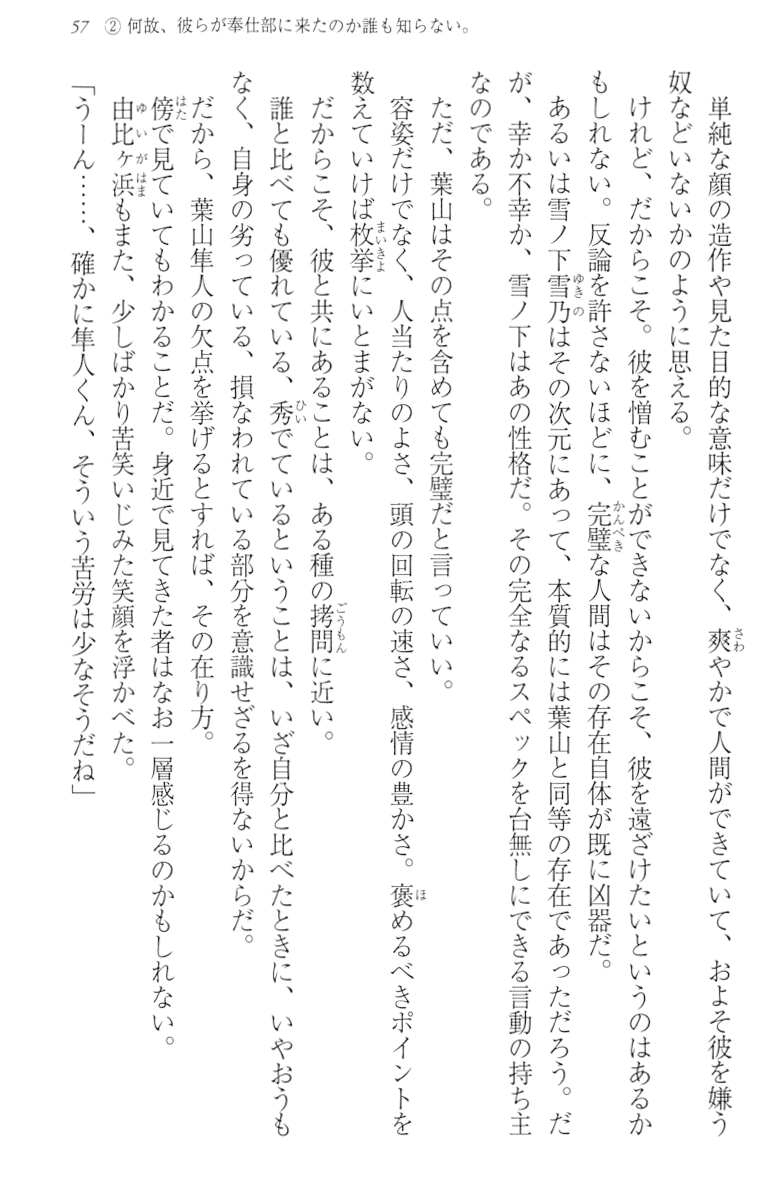 57 ② 何故、彼らが奉仕部に来たのか誰も知らない。
単純な顔の造作や見た目的な意味だけでなく、爽やかで人間ができていて、およそ彼を嫌う
奴などいないかのように思える。
けれど、だからこそ。彼を憎むことができないからこそ、彼を遠ざけたいというのはあるか
もしれない。反論を許さないほどに、完璧な人間はその存在自体が既に凶器だ。
あるいは雪ノ下雪乃はその次元にあって、本質的には葉山と同等の存在であっただろう。だ
が、幸か不幸か、雪ノ下はあの性格だ。その完全なるスペックを台無しにできる言動の持ち主
なのである。
ただ、葉山はその点を含めても完璧だと言っていい。
容姿だけでなく、人当たりのよさ、頭の回転の速さ、感情の豊かさ。褒めるべきポイントを
数えていけば枚挙にいとまがない。
だからこそ、彼と共にあることは、ある種の拷問に近い。
誰と比べても優れている、秀でているということは、いざ自分と比べたときに、いやおうも
なく、自身の劣っている、損なわれている部分を意識せざるを得ないからだ。
だから、葉山隼人の欠点を挙げるとすれば、その在り方。
傍で見ていてもわかることだ。身近で見てきた者はなお一層感じるのかもしれない。
由比ヶ浜もまた、少しばかり苦笑いじみた笑顔を浮かべた。
「うーん……、確かに隼人くん、そういう苦労は少なそうだね」